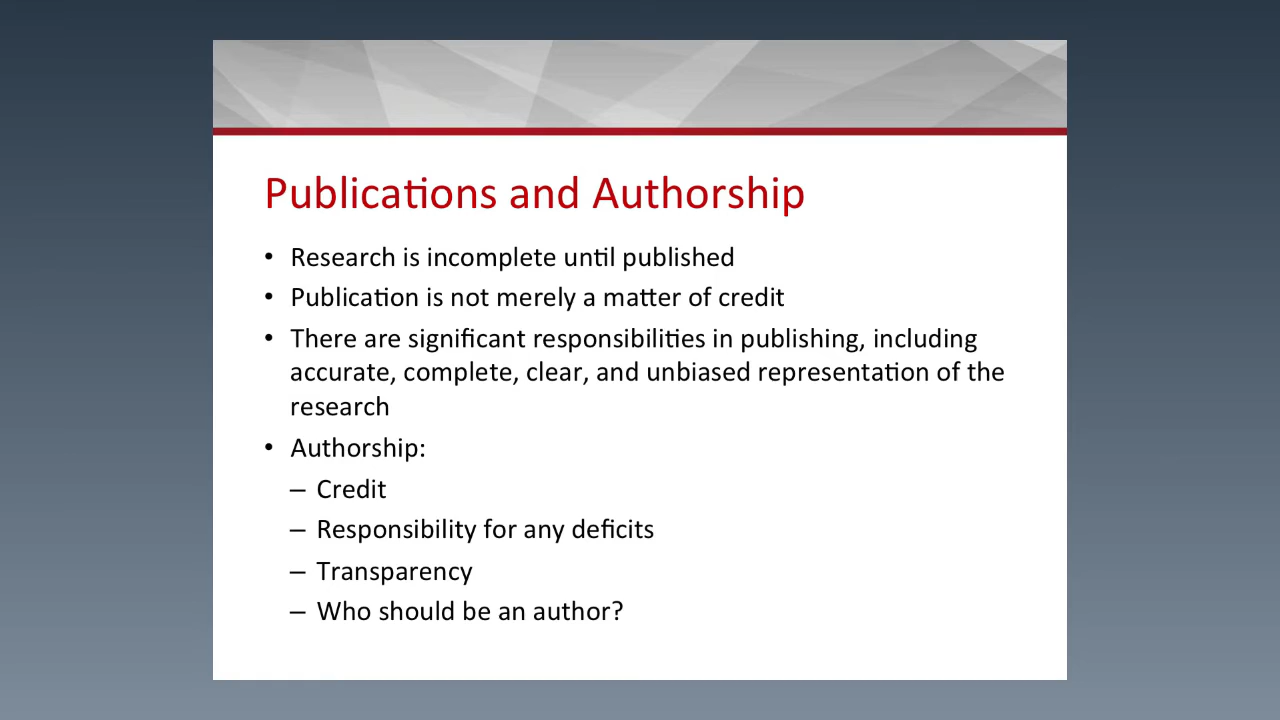 Publications and Authorship
• Research is incomplete until published
• Publication is not merely a matter of credit
• There are significant responsibilities in publishing, including
accurate, complete, clear, and unbiased representation of the
research
• Authorship:
– Credit
– Responsibility for any deficits
– Transparency
– Who should be an author?